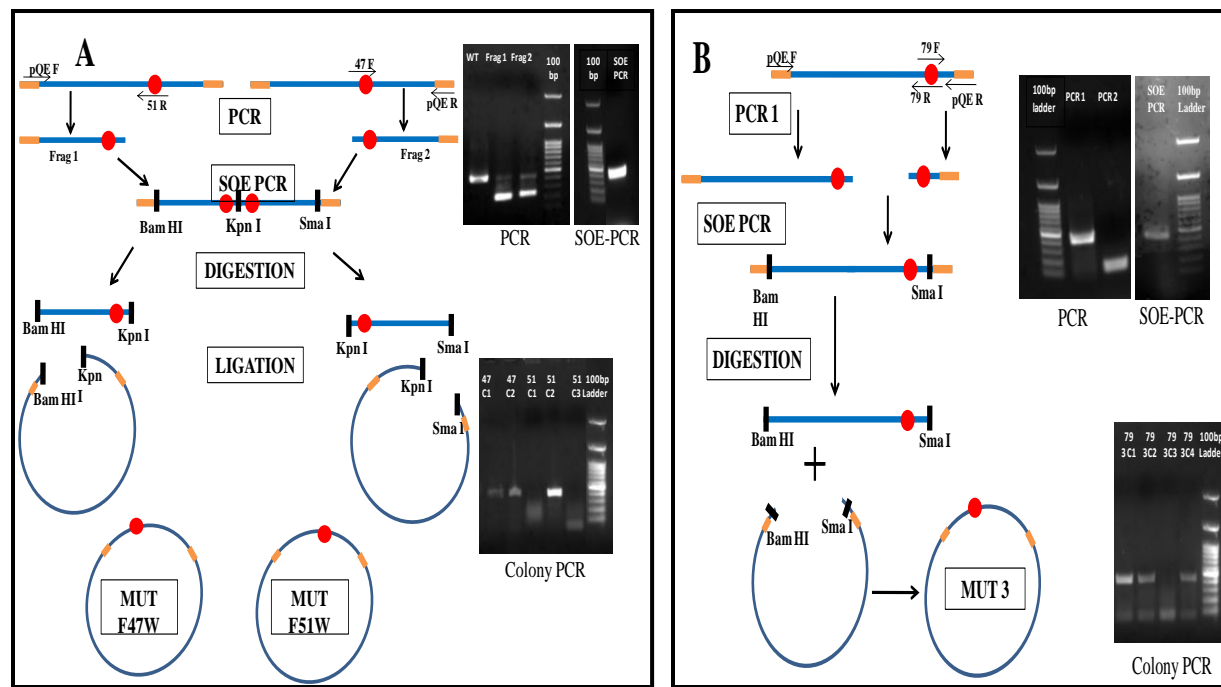 A
pQE F
51 R
47 F
pQE R
PCR
Frag 1
Frag 2
SOE PCR
Bam HI
Kpn I
Sma I
DIGESTION
Bam HI
Kpn I
Kpn I
Sma I
LIGATION
Kpn
I
Bam HI
Kpn I
Sma I
MUT
F47W
MUT
F51W
WT Frag 1 Frag 2
100
bp
PCR
100
bp
SOE
PCR
SOE-PCR
47
C1
47
C2
51
C1
51
C2
51
C3
100bp
Ladder
Colony PCR
B
pQE F
79 F
79 R
pQE R
PCR 1
SOE PCR
Bam
HI
Sma I
DIGESTION
Bam HI
Sma I
+
Bam HI
Sma I
MUT 3
100bp
ladder
PCR 1
PCR 2
PCR
SOE
PCR
100bp
Ladder
SOE-PCR
79
3C1
79
3C2
79
3C3
79
3C4
100bp
Ladder
Colony PCR